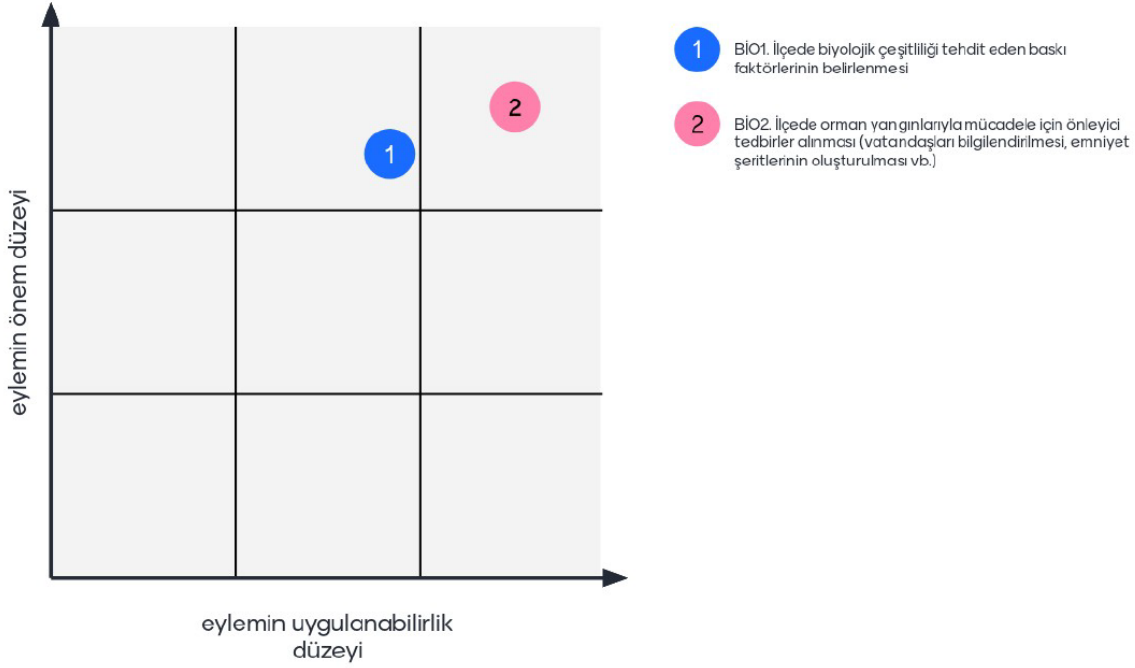 eylemin önem düzeyi
1
2
eylemin uygulanabilirlik
düzeyi
1
BİO1. İlçede biyolojik çeşitliliği tehdit eden baskı
faktörlerinin belirlenmesi
2
BİO2. İlçede orman yangınlarıyla mücadele için önleyici
tedbirler alınması (vatandaşları bilgilendirilmesi, emniyet
şeritlerinin oluşturulması vb.)